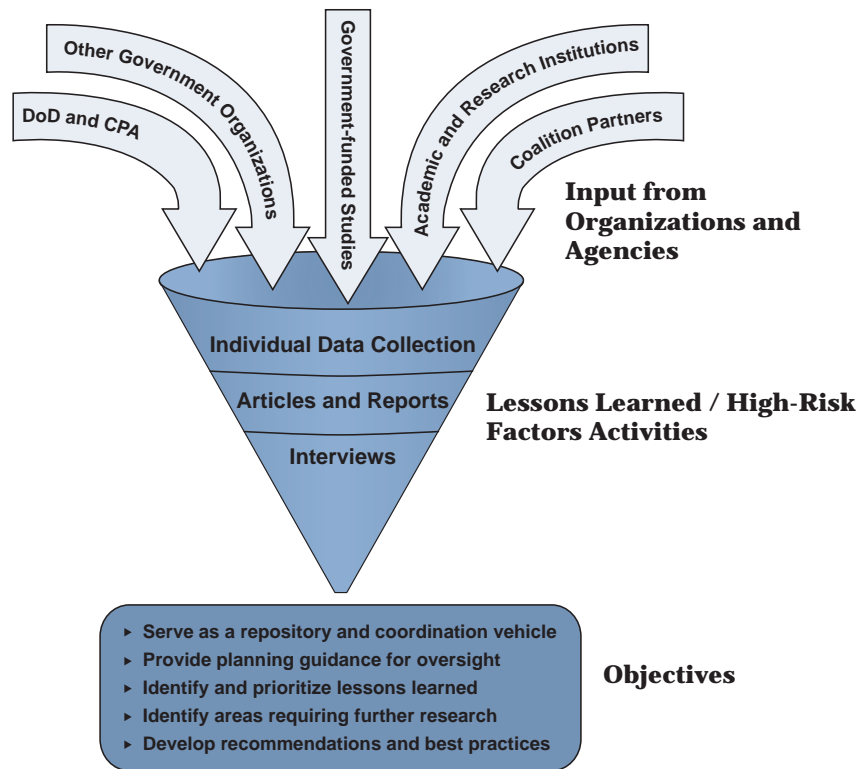 Other Government Organizations
DoD and CPA
Government-funded Studies
Academic and Research Institutions
Coalition Partners
Input from
Organizations and
Agencies
Individual Data Collection
Articles and Reports
Interviews
Lessons Learned / High-Risk
Factors Activities
▸ Serve as a repository and coordination vehicle
▸ Provide planning guidance for oversight
▸ Identify and prioritize lessons learned
▸ Identify areas requiring further research
▸ Develop recommendations and best practices
Objectives